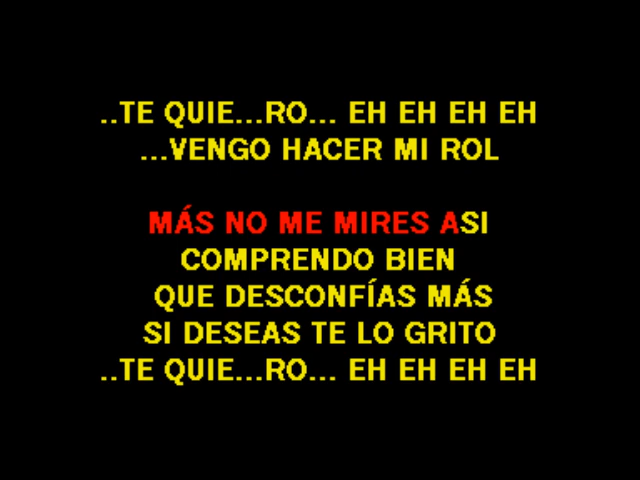 ..TE QUIE...RO... EH EH EH EH
...VENGO HACER MI ROL
MÁS NO ME MIRES ASI
COMPRENDO BIEN
QUE DESCONFÍAS MÁS
SI DESEAS TE LO GRITO
..TE QUIE...RO... EH EH EH EH